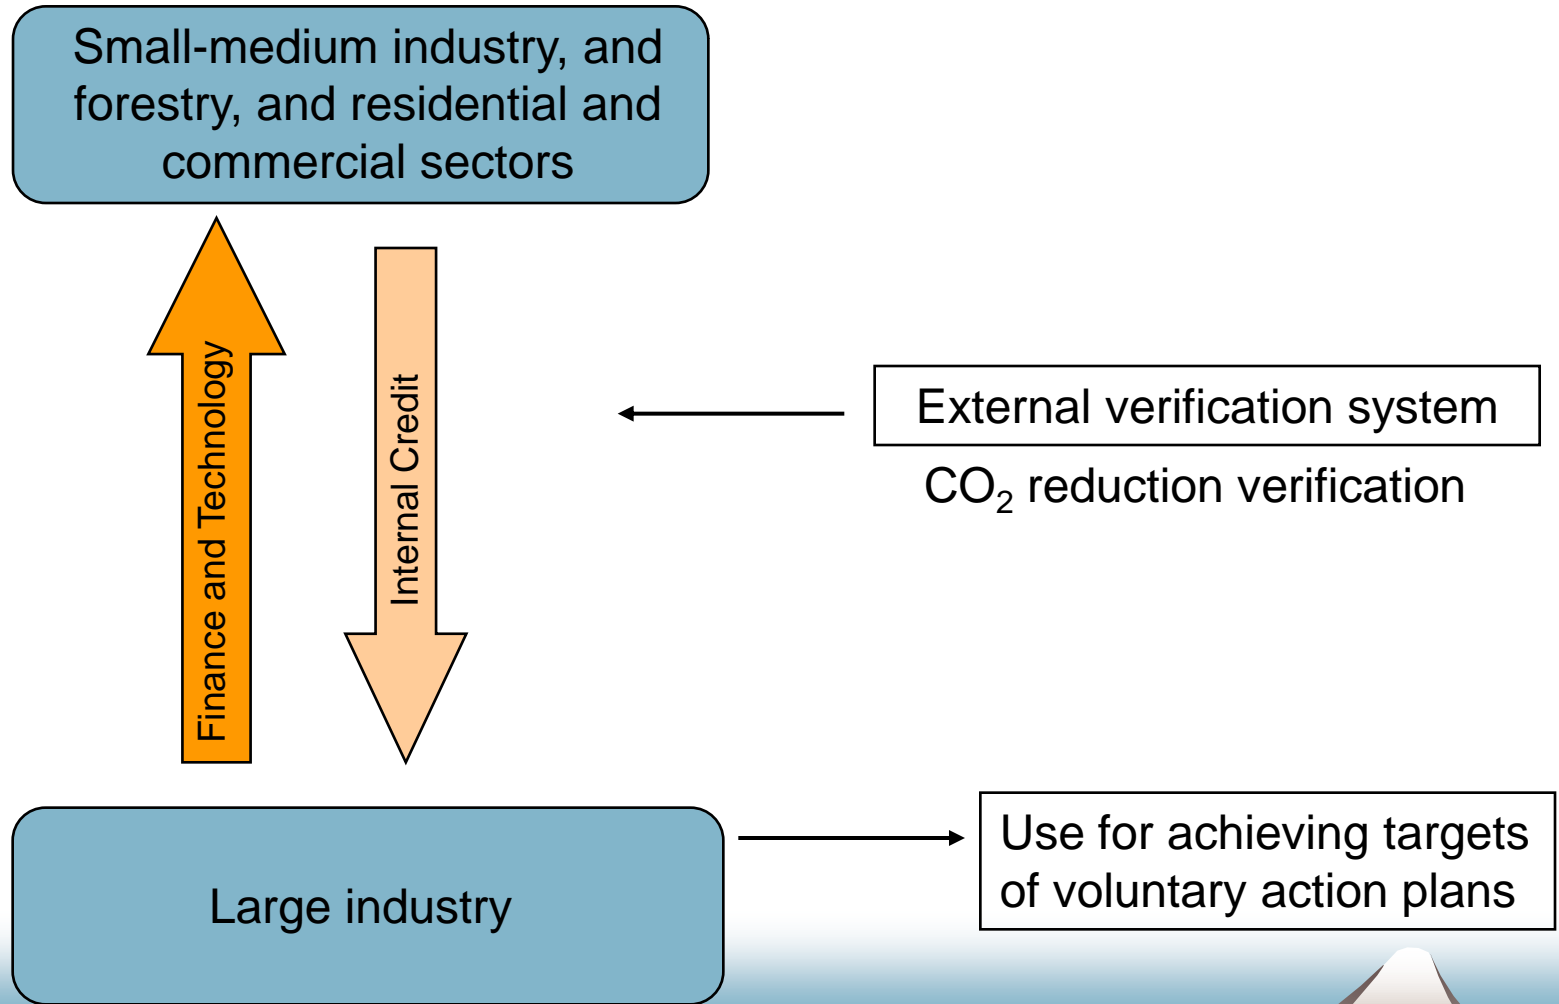 Small-medium industry, and
forestry, and residential and
commercial sectors
Finance and Technology
Internal Credit
External verification system
CO₂ reduction verification
Large industry
Use for achieving targets
of voluntary action plans